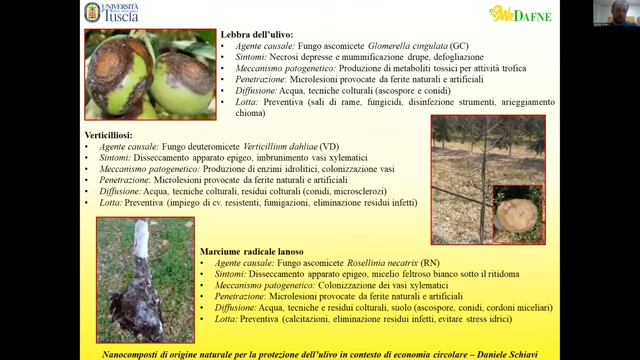 UNIVERSITÀ
DEGLI STUDI DELLA
Tuscia
DAFNE
Lebbra dell'ulivo:
• Agente causale: Fungo ascomicete Glomerella cingulata (GC)
• Sintomi: Necrosi depresse e mummificazione drupe, defogliazione
• Meccanismo patogenetico: Produzione di metaboliti tossici per attività trofica
• Penetrazione: Microlesioni provocate da ferite naturali e artificiali
• Diffusione: Acqua, tecniche colturali (ascospore e conidi)
• Lotta: Preventiva (sali di rame, fungicidi, disinfezione strumenti, arieggiamento
chioma)
Verticilliosi:
• Agente causale: Fungo deuteromicete Verticillium dahliae (VD)
• Sintomi: Disseccamento apparato epigeo, imbrunimento vasi xylematici
• Meccanismo patogenetico: Produzione di enzimi idrolitici, colonizzazione vasi
• Penetrazione: Microlesioni provocate da ferite naturali e artificiali
• Diffusione: Acqua, tecniche colturali, residui colturali (conidi, microsclerozi)
• Lotta: Preventiva (impiego di cv. resistenti, fumigazioni, eliminazione residui infetti)
Marciume radicale lanoso
• Agente causale: Fungo ascomicete Rosellinia necatrix (RN)
• Sintomi: Disseccamento apparato epigeo, micelio feltroso bianco sotto il ritidoma
• Meccanismo patogenetico: Colonizzazione dei vasi xylematici
• Penetrazione: Microlesioni provocate da ferite naturali e artificiali
• Diffusione: Acqua, tecniche e residui colturali, suolo (ascospore, conidi, cordoni miceliari)
• Lotta: Preventiva (calcitazioni, eliminazione residui infetti, evitare stress idrici)
Nanocomposti di origine naturale per la protezione dell'ulivo in contesto di economia circolare – Daniele Schiavi